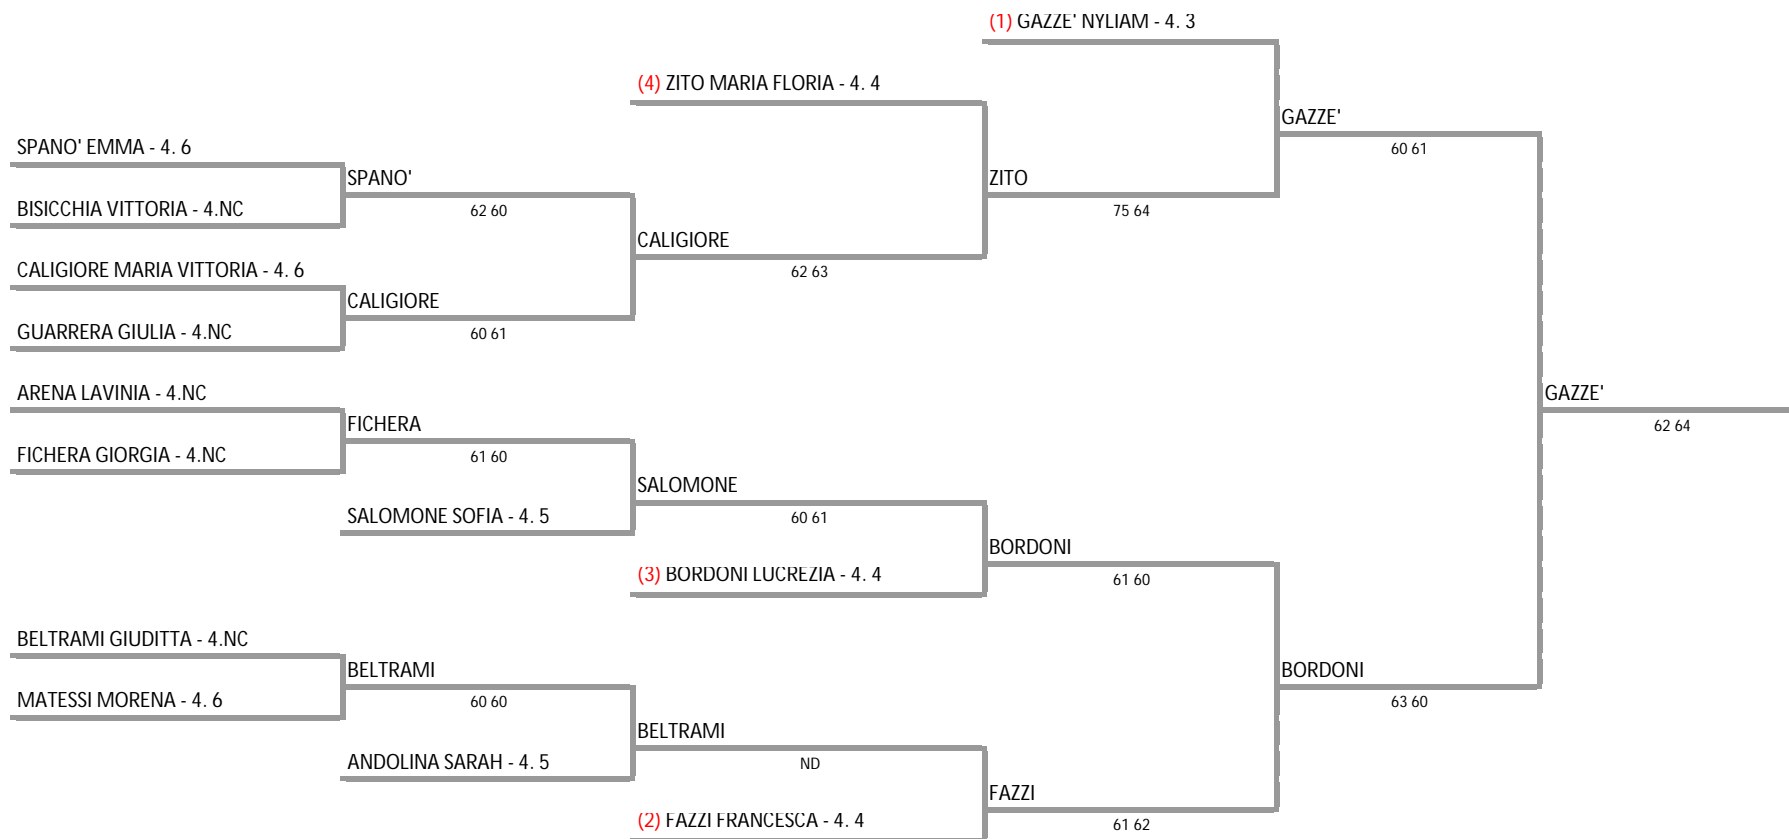 (1) GAZZE' NYLIAM - 4. 3
(4) ZITO MARIA FLORIA - 4. 4
GAZZE'
60 61
SPANO' EMMA - 4. 6
SPANO'
62 60
ZITO
75 64
BISICCHIA VITTORIA - 4.NC
CALIGIORE
62 63
CALIGIORE MARIA VITTORIA - 4. 6
CALIGIORE
60 61
GUARRERA GIULIA - 4.NC
ARENA LAVINIA - 4.NC
GAZZE'
62 64
FICHERA
61 60
FICHERA GIORGIA - 4.NC
SALOMONE
60 61
SALOMONE SOFIA - 4. 5
BORDONI
61 60
(3) BORDONI LUCREZIA - 4. 4
BELTRAMI GIUDITTA - 4.NC
BELTRAMI
60 60
BORDONI
63 60
MATESSI MORENA - 4. 6
BELTRAMI
ND
ANDOLINA SARAH - 4. 5
FAZZI
61 62
(2) FAZZI FRANCESCA - 4. 4